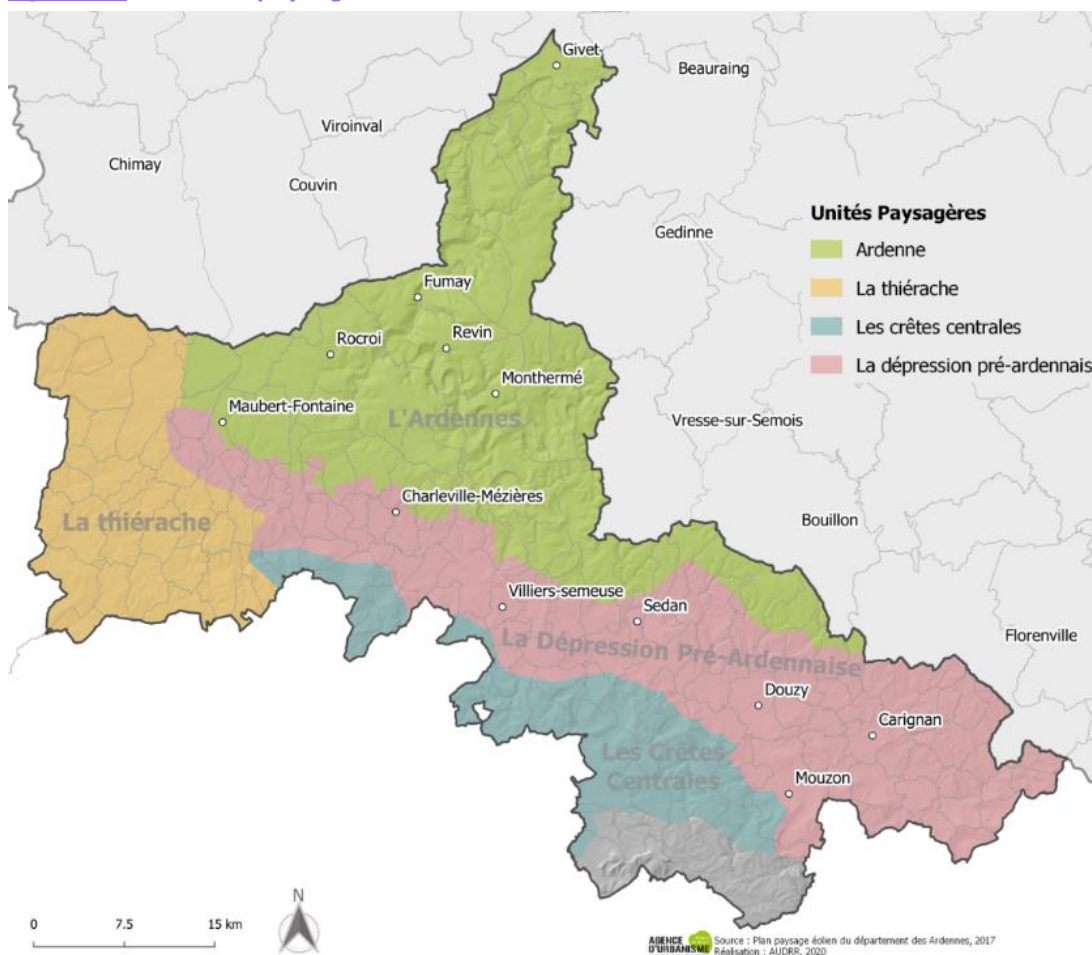 Givet
Beauraing
Viroinval
Chimay
Couvin
Unités Paysagères
Gedinne
Ardenne
La thiérache
Les crêtes centrales
La dépression pré-ardennais
Fumay
Rocroi
Revin
Monthermé
Maubert-Fontaine
L'Ardennes
Vresse-sur-Semois
Charleville-Mézières
La thiérache
Bouillon
Villiers-semeuse
Sedan
Florenville
La Dépression Pré-Ardennaise
Douzy
Carignan
Les Crêtes
Centrales
Mouzon
N
0 7.5 15 km
AGENCE
D'URBANISME
Source : Plan paysage éolien du département des Ardennes, 2017
Réalisation : AUDRR, 2020